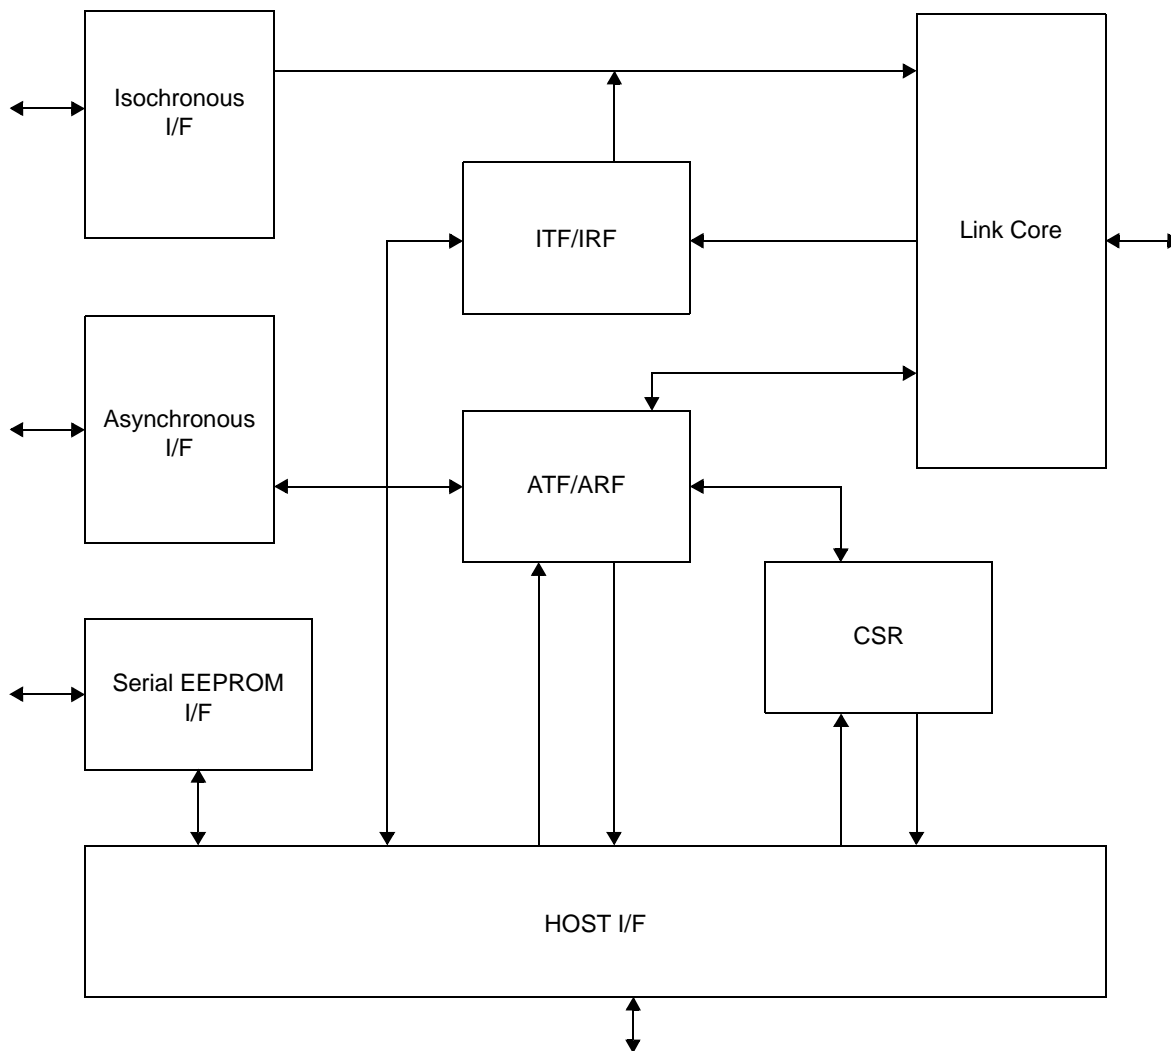 Isochronous
I/F
ITF/IRF
Link Core
Asynchronous
I/F
ATF/ARF
CSR
Serial EEPROM
I/F
HOST I/F